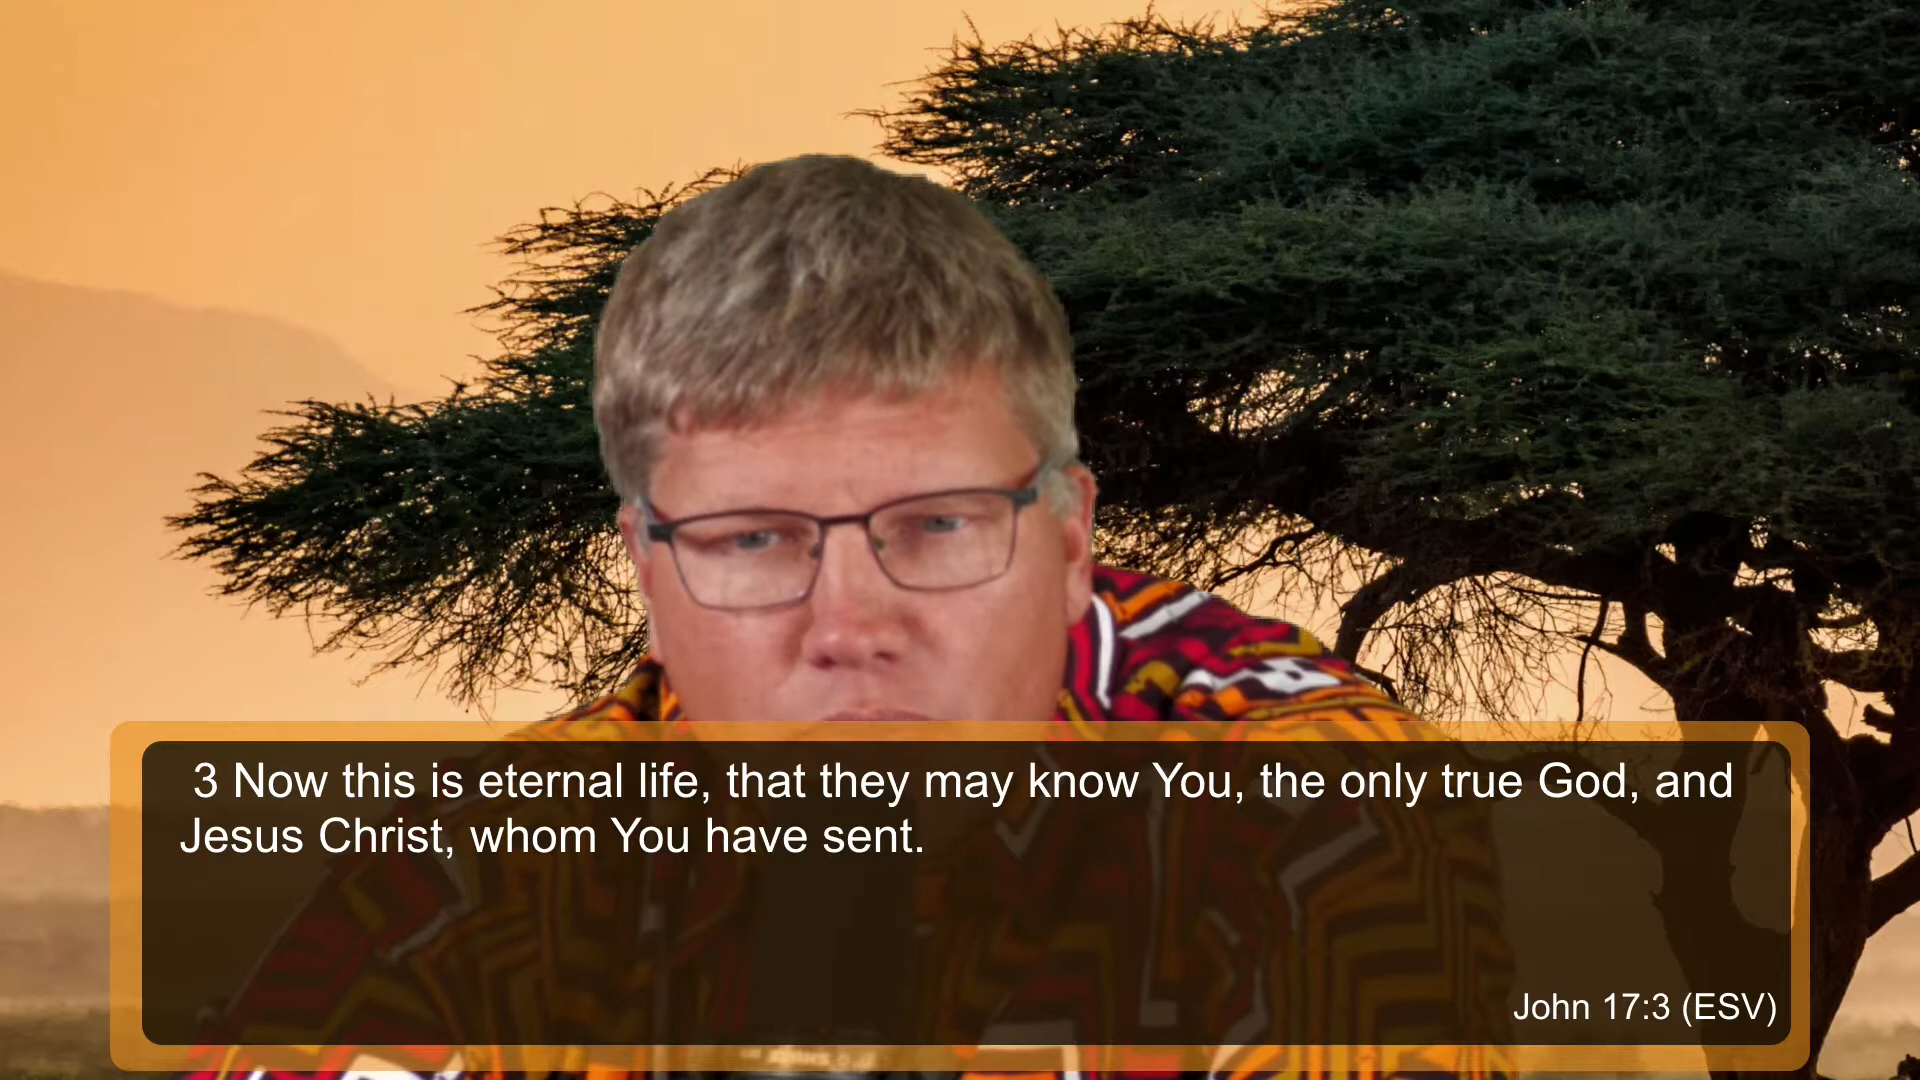 3 Now this is eternal life, that they may know You, the only true God, and
Jesus Christ, whom You have sent.
John 17:3 (ESV)